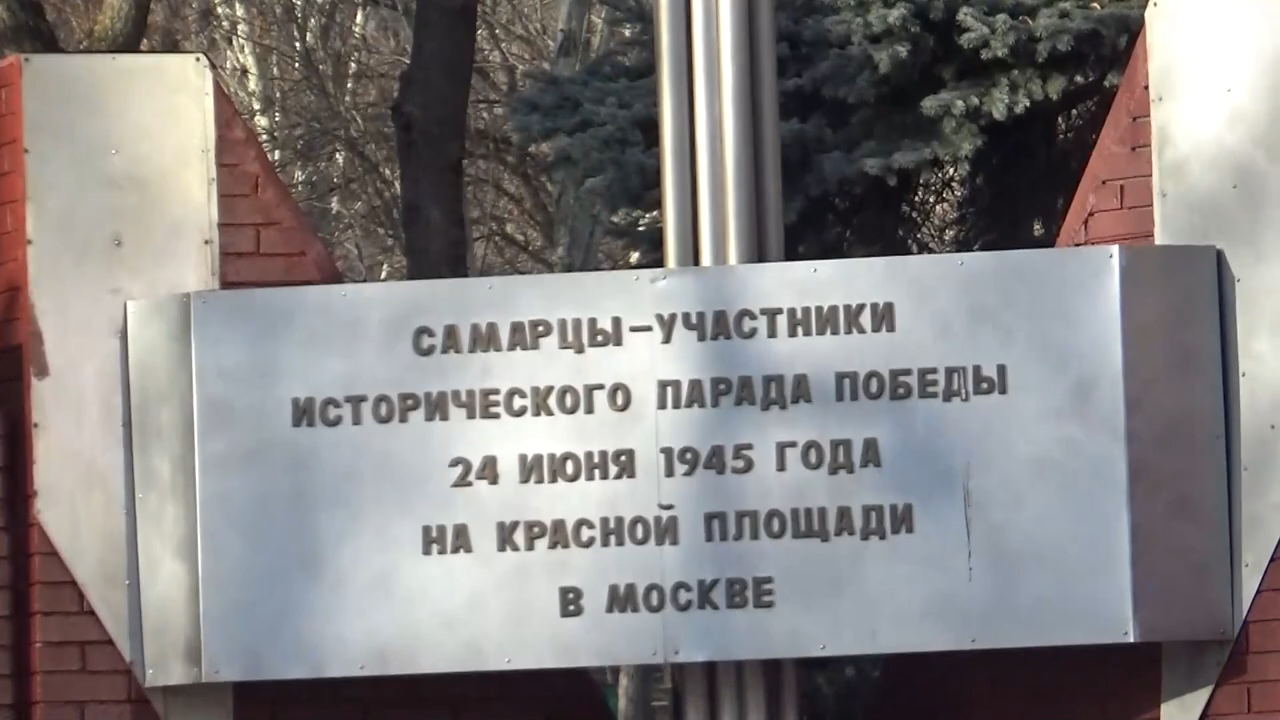 САМАРЦЫ-УЧАСТНИКИ
ИСТОРИЧЕСКОГО ПАРАДА ПОБЕДЫ
24 ИЮНЯ 1945 ГОДА
НА КРАСНОЙ ПЛОЩАДИ
В МОСКВЕ